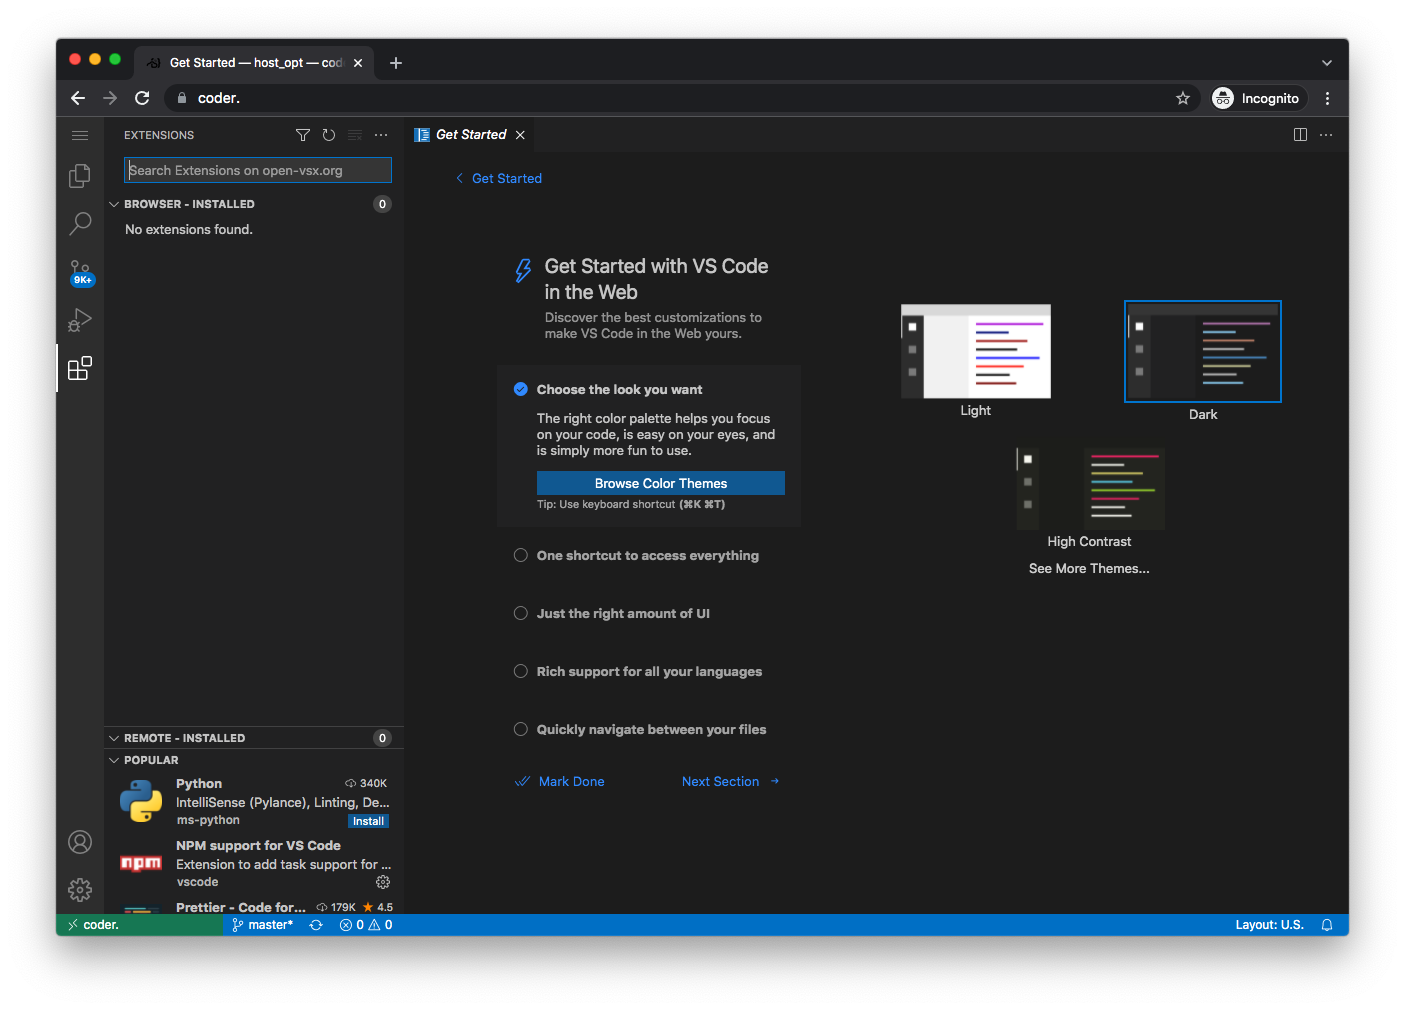 Get Started — host_opt — cod
coder.
Incognito
EXTENSIONS
Search Extensions on open-vsx.org
BROWSER - INSTALLED
0
No extensions found.
9K+
REMOTE - INSTALLED
0
POPULAR
Python
340K
IntelliSense (Pylance), Linting, De...
ms-python
Install
npm
NPM support for VS Code
Extension to add task support for ...
vscode
Prettier - Code for...
179K
4.5
Get Started
Get Started
Get Started with VS Code
in the Web
Discover the best customizations to
make VS Code in the Web yours.
Choose the look you want
The right color palette helps you focus
on your code, is easy on your eyes, and
is simply more fun to use.
Browse Color Themes
Tip: Use keyboard shortcut (⌘K ⌘T)
One shortcut to access everything
Just the right amount of UI
Rich support for all your languages
Quickly navigate between your files
Mark Done
Next Section
Light
Dark
High Contrast
See More Themes...
coder.
master*
0
0
Layout: U.S.